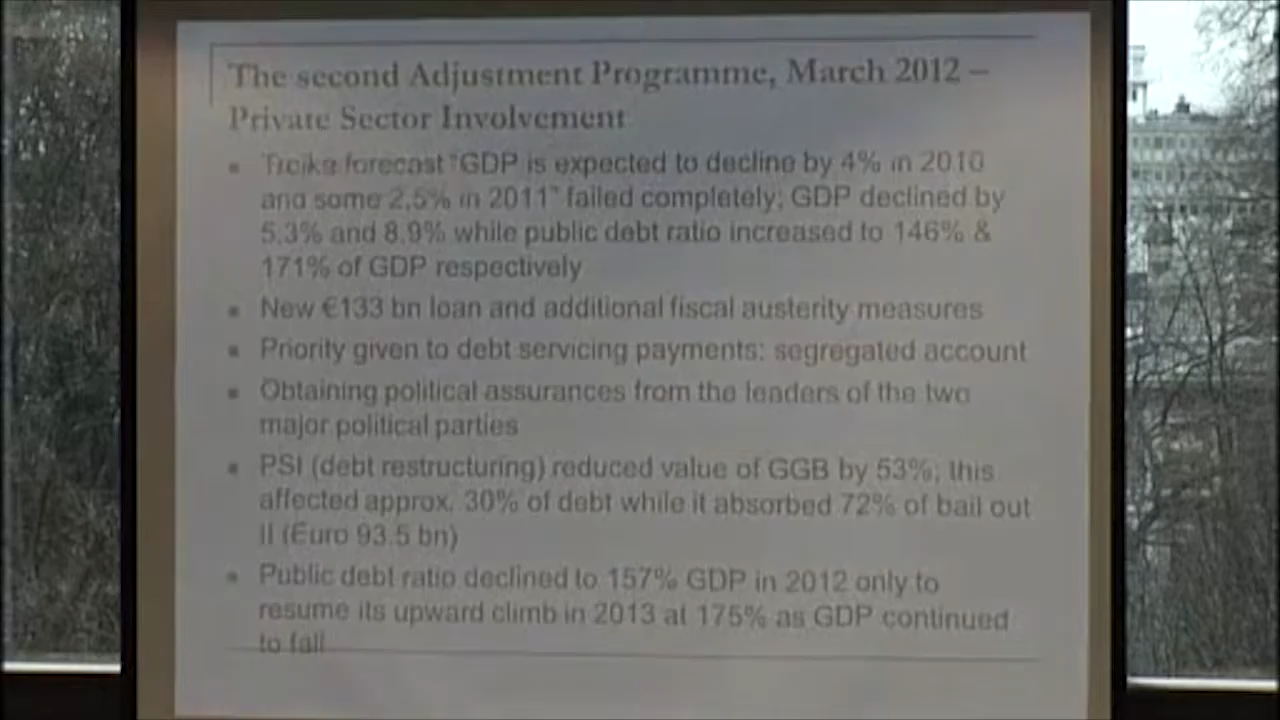 The second Adjustment Programme, March 2012 –
Private Sector Involvement
▪ Troika forecast "GDP is expected to decline by 4% in 2010
and some 2,5% in 2011" failed completely; GDP declined by
5,3% and 8,9% while public debt ratio increased to 146% &
171% of GDP respectively
▪ New €133 bn loan and additional fiscal austerity measures
▪ Priority given to debt servicing payments: segregated account
▪ Obtaining political assurances from the leaders of the two
major political parties
▪ PSI (debt restructuring) reduced value of GGB by 53%; this
affected approx. 30% of debt while it absorbed 72% of bail out
II (Euro 93.5 bn)
▪ Public debt ratio declined to 157% GDP in 2012 only to
resume its upward climb in 2013 at 175% as GDP continued
to fall